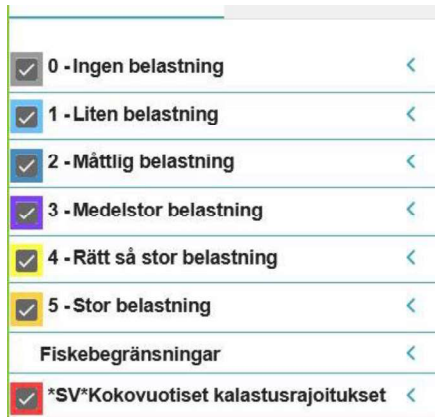 0 - Ingen belastning
1 - Liten belastning
2 - Måttlig belastning
3 - Medelstor belastning
4 - Rätt så stor belastning
5 - Stor belastning
Fiskebegränsningar
*SV*Kokovuotiset kalastusrajoitukset